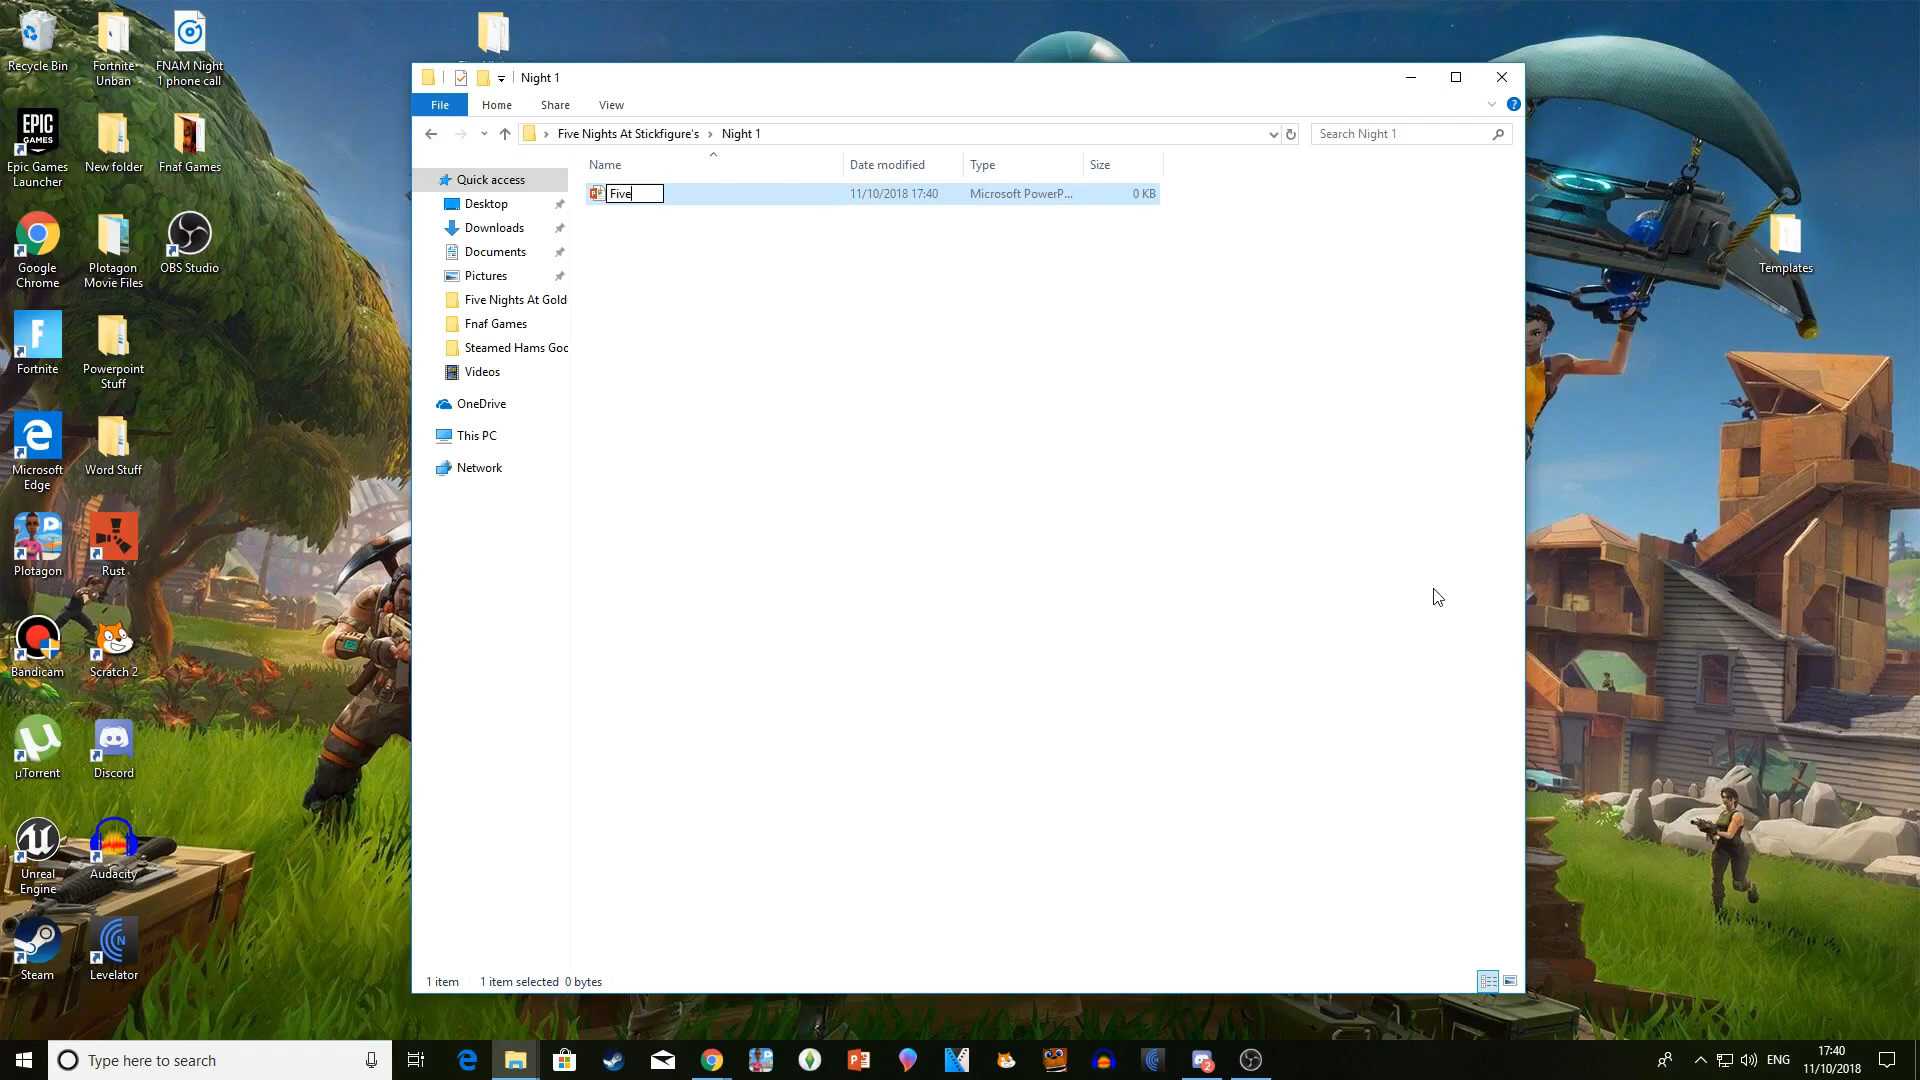 Recycle Bin
Fortnite
Unban
FNAM Night
1 phone call
EPIC
GAMES
Epic Games
Launcher
New folder
Fnaf Games
Google
Chrome
Plotagon
Movie Files
OBS Studio
Fortnite
Powerpoint
Stuff
Microsoft
Edge
Word Stuff
Plotagon
Rust
Bandicam
Scratch 2
µTorrent
Discord
Unreal
Engine
Audacity
Steam
Levelator
Templates
Night 1
File
Home
Share
View
Five Nights At Stickfigure's
Night 1
Search Night 1
Name
Date modified
Type
Size
Five
11/10/2018 17:40
Microsoft PowerP...
0 KB
Quick access
Desktop
Downloads
Documents
Pictures
Five Nights At Gold
Fnaf Games
Steamed Hams Goc
Videos
OneDrive
This PC
Network
1 item
1 item selected 0 bytes
Type here to search
2
ENG
17:40
11/10/2018